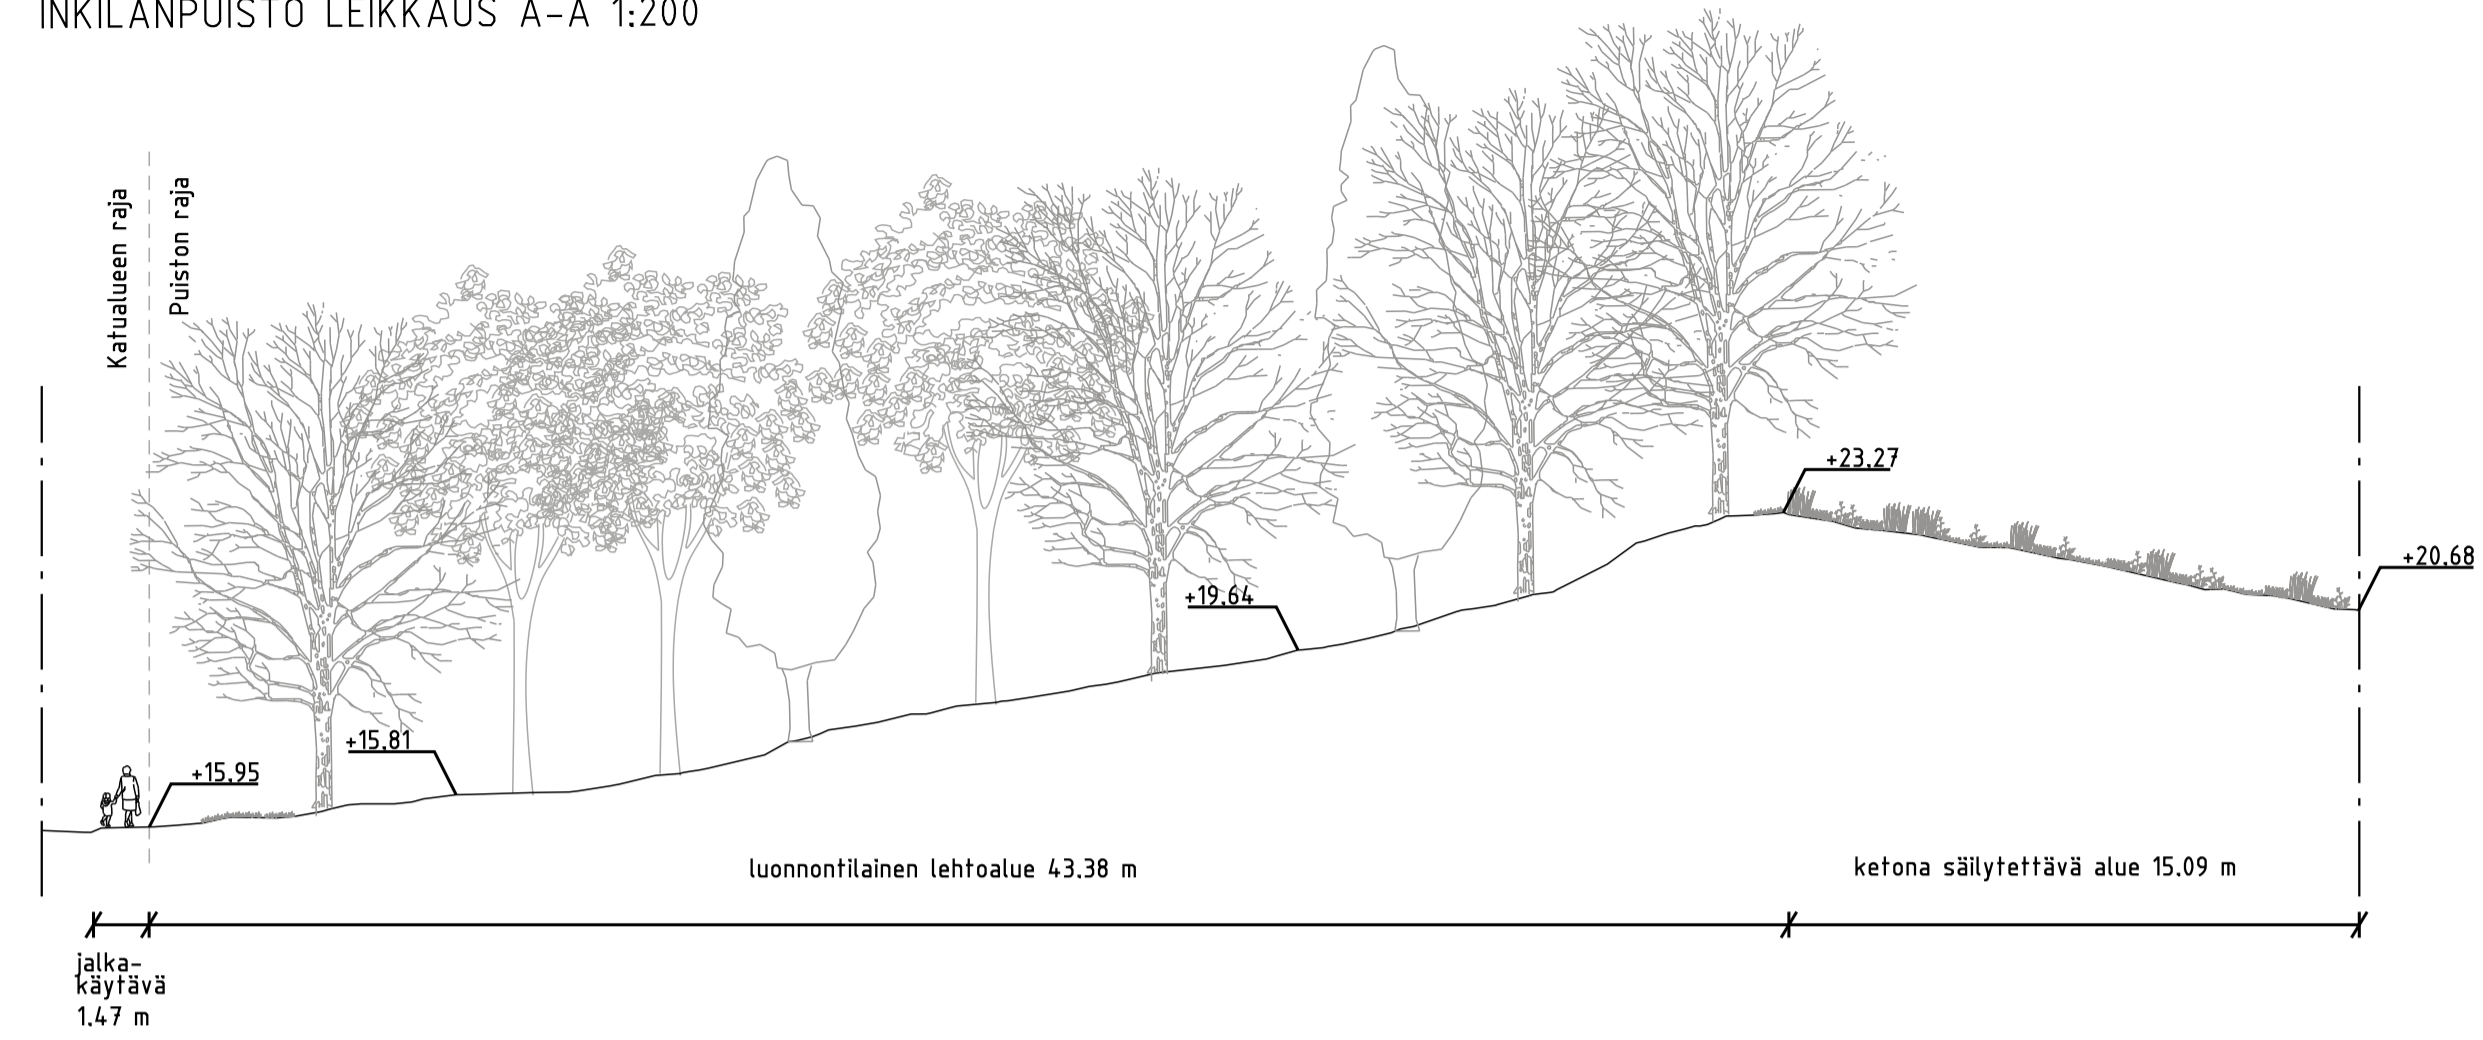 INKILANPUISTO LEIKKAUS A-A 1:200
Katualueen raja
Puiston raja
+23.27
+20.68
+19.64
+15.81
+15.95
luonnontilainen lehtoalue 43.38 m
ketona säilytettävä alue 15.09 m
jalka-
käytävä
1.47 m